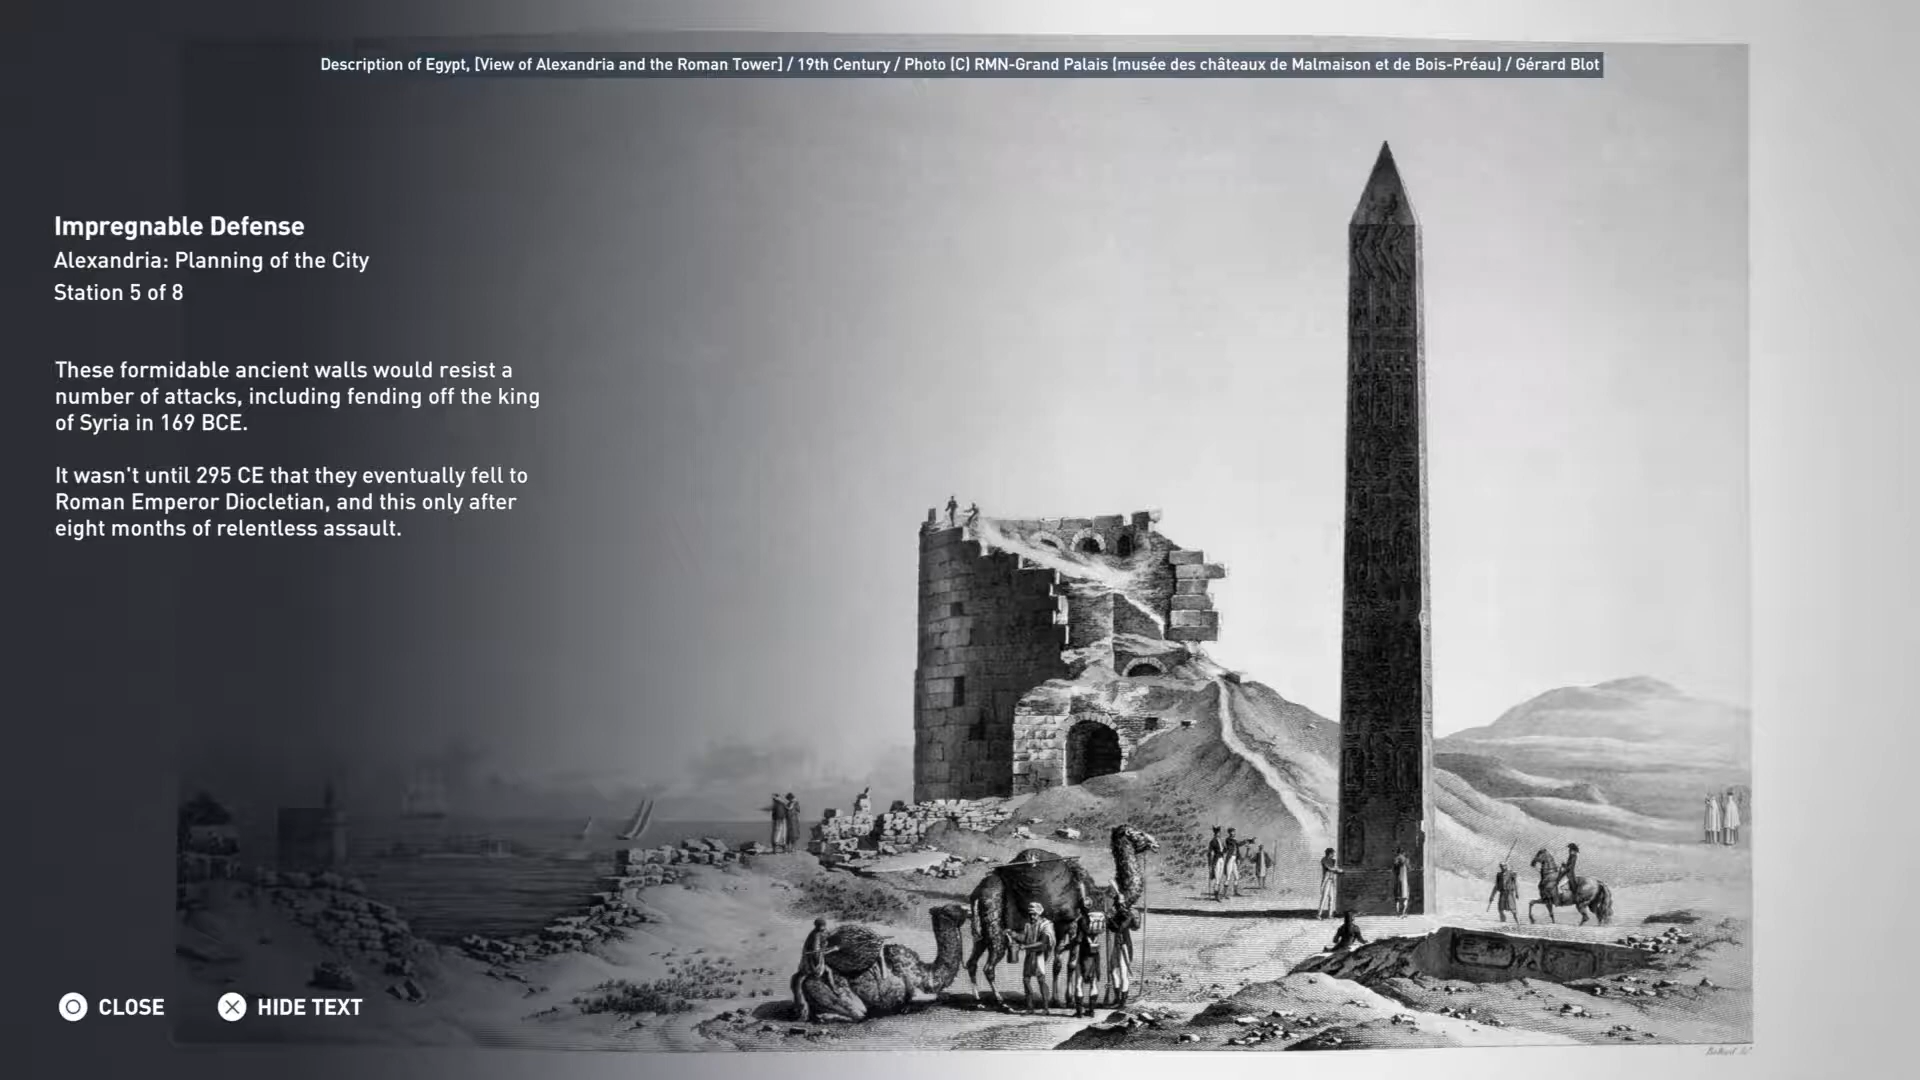 Description of Egypt, [View of Alexandria and the Roman Tower] / 19th Century / Photo (C) RMN-Grand Palais (musée des châteaux de Malmaison et de Bois-Préau) / Gérard Blot
Impregnable Defense
Alexandria: Planning of the City
Station 5 of 8
These formidable ancient walls would resist a
number of attacks, including fending off the king
of Syria in 169 BCE.
It wasn't until 295 CE that they eventually fell to
Roman Emperor Diocletian, and this only after
eight months of relentless assault.
CLOSE
HIDE TEXT